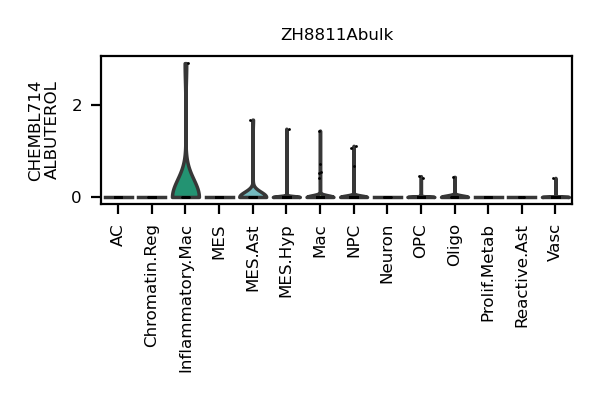 ZH8811Abulk
CHEMBL714
ALBUTEROL
2
0
AC
Chromatin.Reg
Inflammatory.Mac
MES
MES.Ast
MES.Hyp
Mac
NPC
Neuron
OPC
Oligo
Prolif.Metab
Reactive.Ast
Vasc